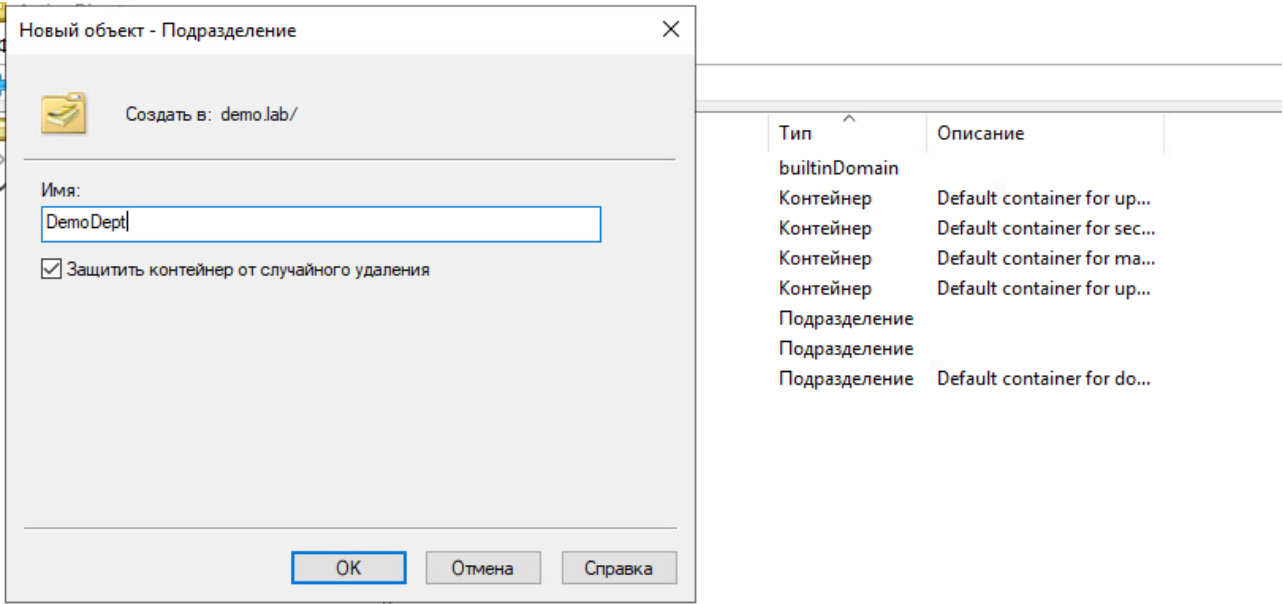 Новый объект - Подразделение
Создать в: demo.lab/
Имя:
DemoDept
Защитить контейнер от случайного удаления
OK
Отмена
Справка
Тип
Описание
builtinDomain
Контейнер
Default container for up...
Контейнер
Default container for sec...
Контейнер
Default container for ma...
Контейнер
Default container for up...
Подразделение
Подразделение
Подразделение
Default container for do...